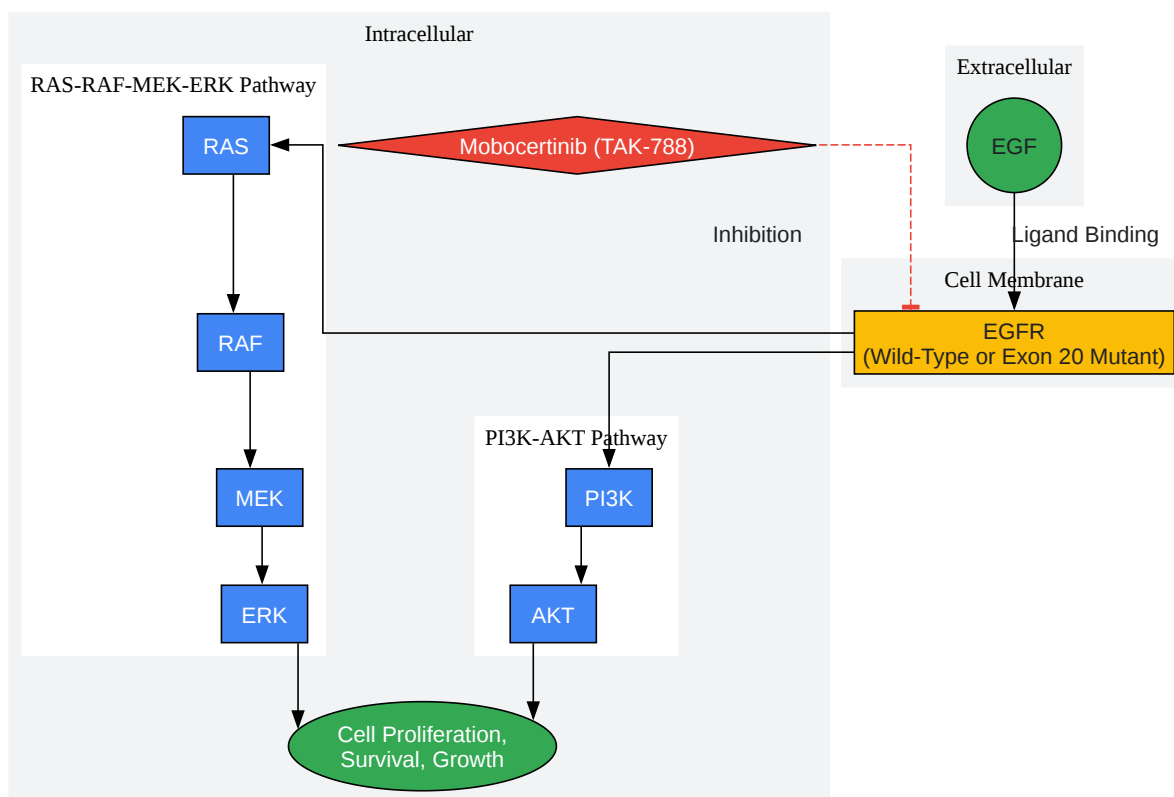 Intracellular
Extracellular
RAS-RAF-MEK-ERK Pathway
RAS
Mobocertinib (TAK-788)
EGF
Inhibition
Ligand Binding
Cell Membrane
EGFR
(Wild-Type or Exon 20 Mutant)
RAF
PI3K-AKT Pathway
MEK
PI3K
ERK
AKT
Cell Proliferation,
Survival, Growth